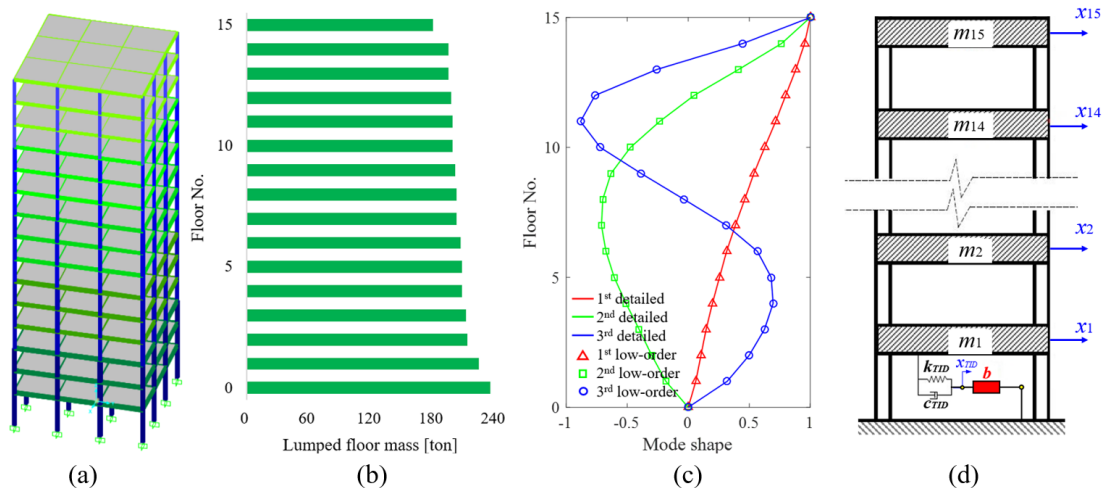 15
10
5
0
Floor No.
0 60 120 180 240
Lumped floor mass [ton]
15
10
5
0
Floor No.
1st detailed
2nd detailed
3rd detailed
1st low-order
2nd low-order
3rd low-order
-1 -0.5 0 0.5 1
Mode shape
m15
x15
m14
x14
m2
x2
m1
x1
kTID
xTID
b
cTID
(a)
(b)
(c)
(d)